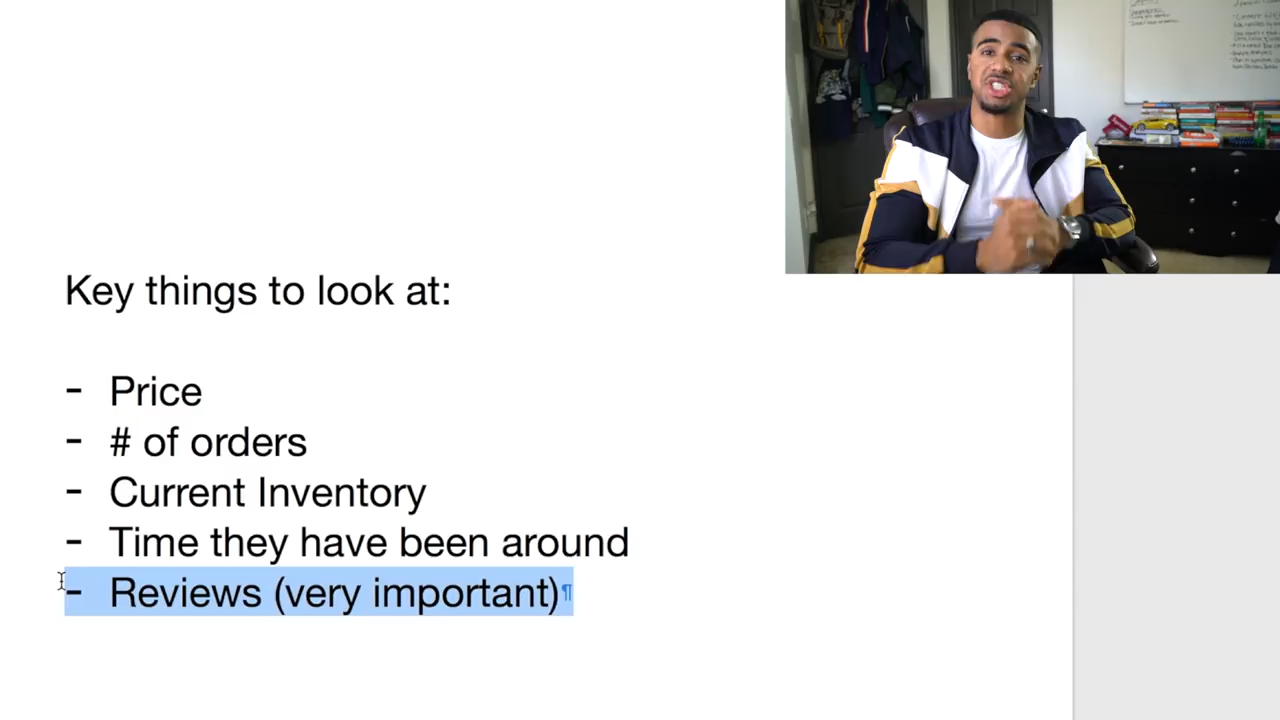 Key things to look at:
- Price
- # of orders
- Current Inventory
- Time they have been around
- Reviews (very important)¶